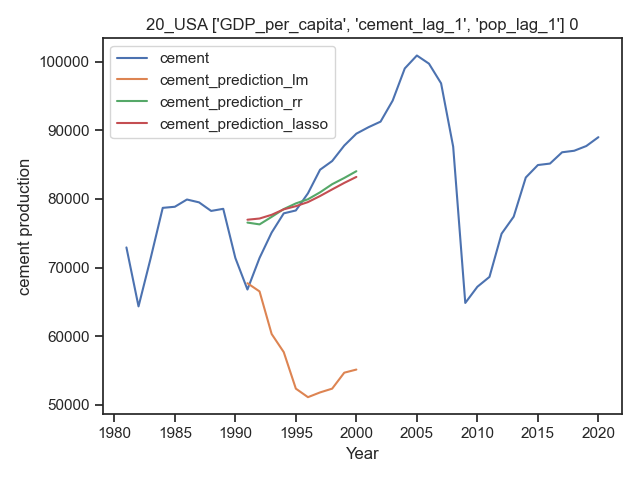 20_USA ['GDP_per_capita', 'cement_lag_1', 'pop_lag_1'] 0
cement
cement_prediction_lm
cement_prediction_rr
cement_prediction_lasso
100000
90000
80000
70000
60000
50000
cement production
1980 1985 1990 1995 2000 2005 2010 2015 2020
Year